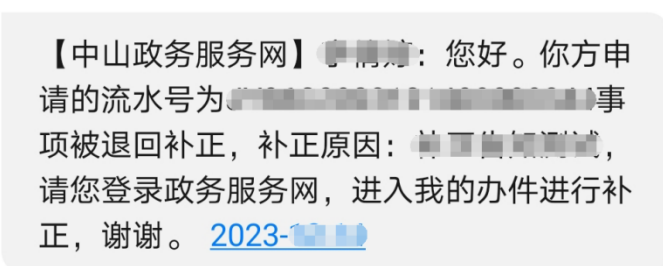 【中山政务服务网】：您好。你方申
请的流水号为事
项被退回补正，补正原因：，
请您登录政务服务网，进入我的办件进行补
正，谢谢。 2023-